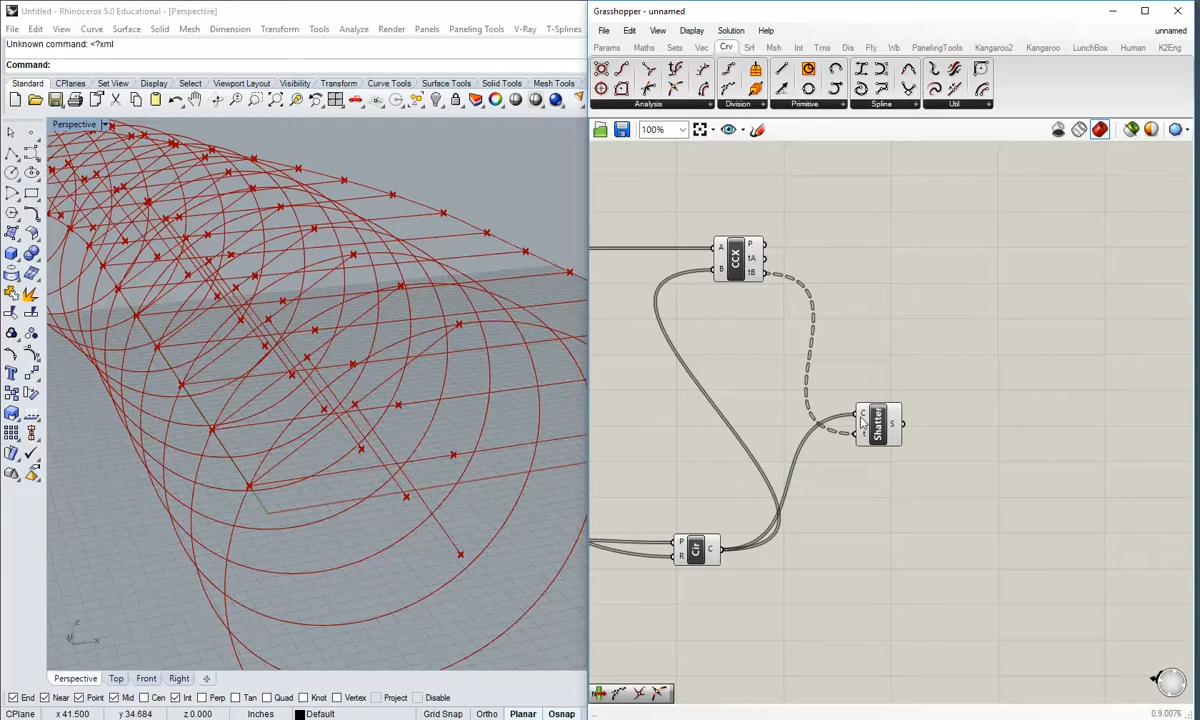 Untitled - Rhinoceros 5.0 Educational - [Perspective]
File Edit View Curve Surface Solid Mesh Dimension Transform Tools Analyze Render Panels Paneling Tools V-Ray T-Splines
Unknown command: <?xml
Command:
Standard CPlanes Set View Display Select Viewport Layout Visibility Transform Curve Tools Surface Tools Solid Tools Mesh Tools
Perspective
z
y
x
Perspective Top Front Right
End Near Point Mid Cen Int Perp Tan Quad Knot Vertex Project Disable
CPlane x 41.500 y 34.684 z 0.000 Inches Default Grid Snap Ortho Planar Osnap
Grasshopper - unnamed
File Edit View Display Solution Help unnamed
Params Maths Sets Vec Crv Srf Msh Int Trns Dis Fly Wb PanelingTools Kangaroo2 Kangaroo LunchBox Human K2Eng
Analysis Division Primitive Spline Util
100%
A
B
CCX
P
tA
tB
C
t
Shatter
S
P
R
Cir
C
0.9.0076